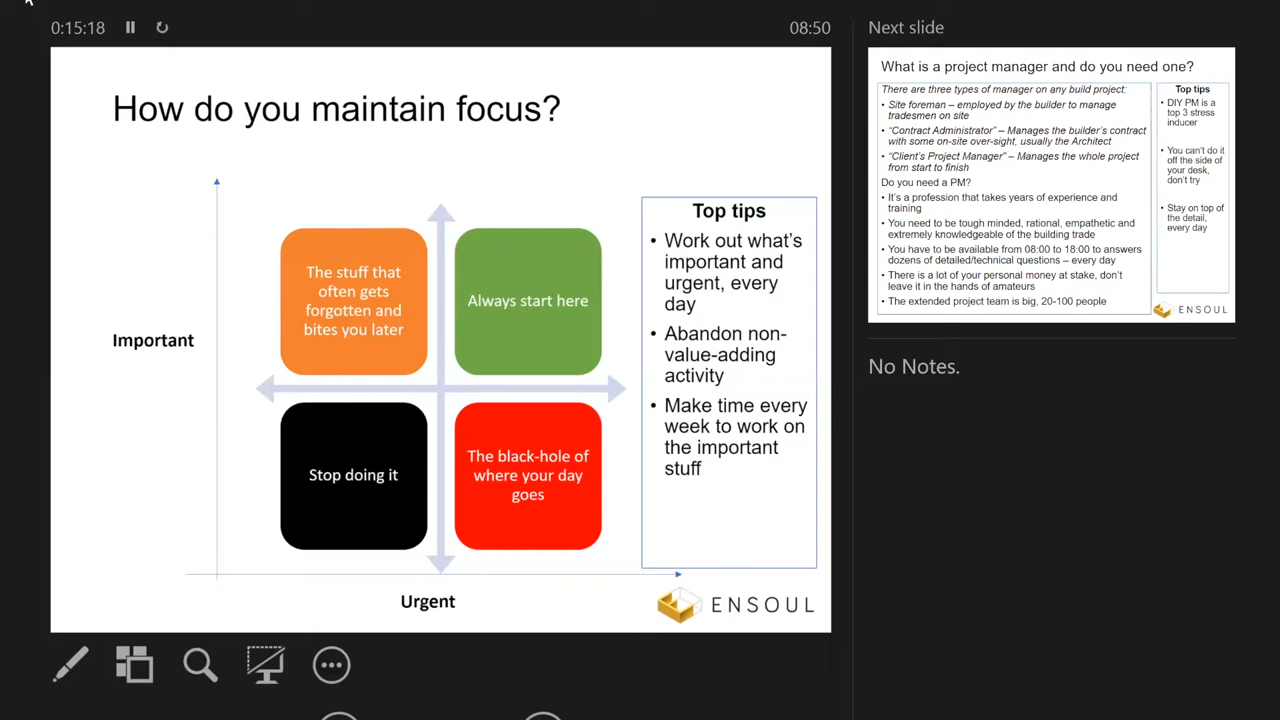 0:15:18
08:50
Next slide
How do you maintain focus?
Important
The stuff that
often gets
forgotten and
bites you later
Always start here
Stop doing it
The black-hole of
where your day
goes
Urgent
Top tips
• Work out what's
important and
urgent, every
day
• Abandon non-
value-adding
activity
• Make time every
week to work on
the important
stuff
ENSOUL
What is a project manager and do you need one?
There are three types of manager on any build project:
• Site foreman – employed by the builder to manage
tradesmen on site
• “Contract Administrator” – Manages the builder's contract
with some on-site over-sight, usually the Architect
• “Client's Project Manager” – Manages the whole project
from start to finish
Do you need a PM?
• It's a profession that takes years of experience and
training
• You need to be tough minded, rational, empathetic and
extremely knowledgeable of the building trade
• You have to be available from 08:00 to 18:00 to answers
dozens of detailed/technical questions – every day
• There is a lot of your personal money at stake, don't
leave it in the hands of amateurs
• The extended project team is big, 20-100 people
Top tips
• DIY PM is a
top 3 stress
inducer
• You can't do it
off the side of
your desk,
don't try
• Stay on top of
the detail,
every day
ENSOUL
No Notes.